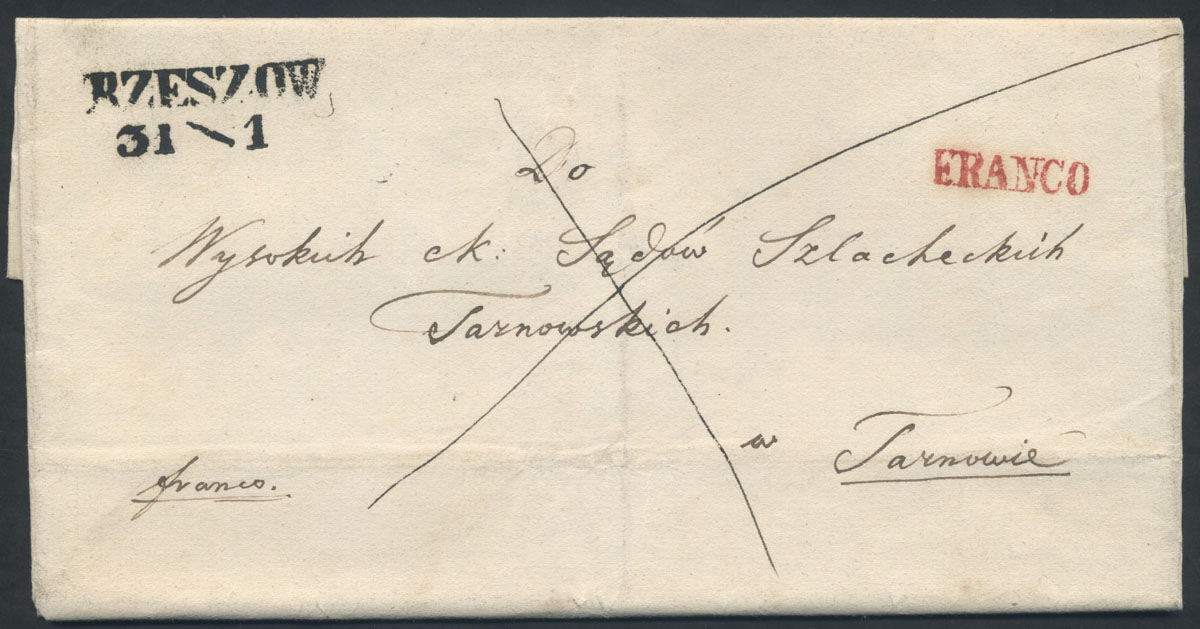 RZESZOW
31 1
FRANCO
Do
Wysokich ck: Sądów Szlacheckich
Tarnowskich.
w Tarnowie
franco.